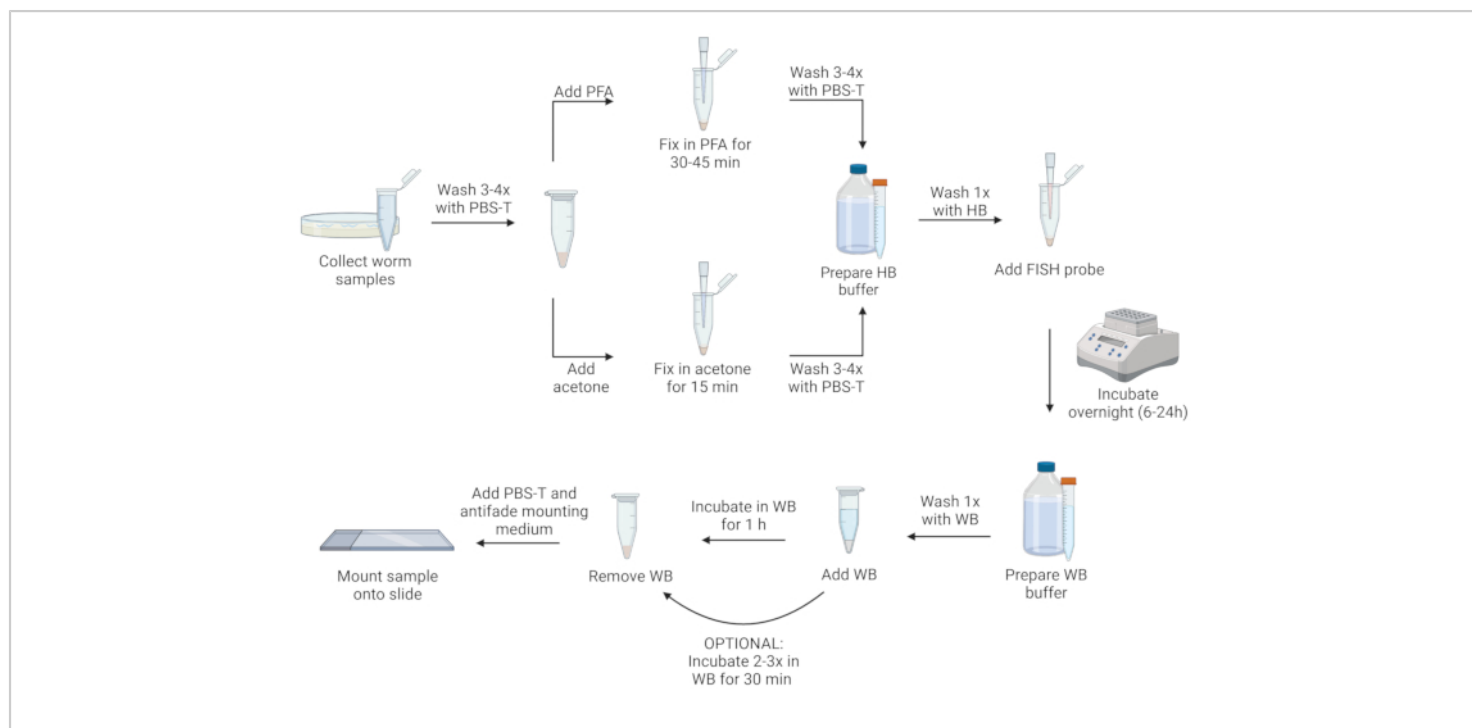 Collect worm
samples
Wash 3-4x
with PBS-T
Add PFA
Fix in PFA for
30-45 min
Wash 3-4x
with PBS-T
Add
acetone
Fix in acetone
for 15 min
Wash 3-4x
with PBS-T
Prepare HB
buffer
Wash 1x
with HB
Add FISH probe
Incubate
overnight (6-24h)
Prepare WB
buffer
Wash 1x
with WB
Add WB
Incubate in WB
for 1 h
OPTIONAL:
Incubate 2-3x in
WB for 30 min
Remove WB
Add PBS-T and
antifade mounting
medium
Mount sample
onto slide